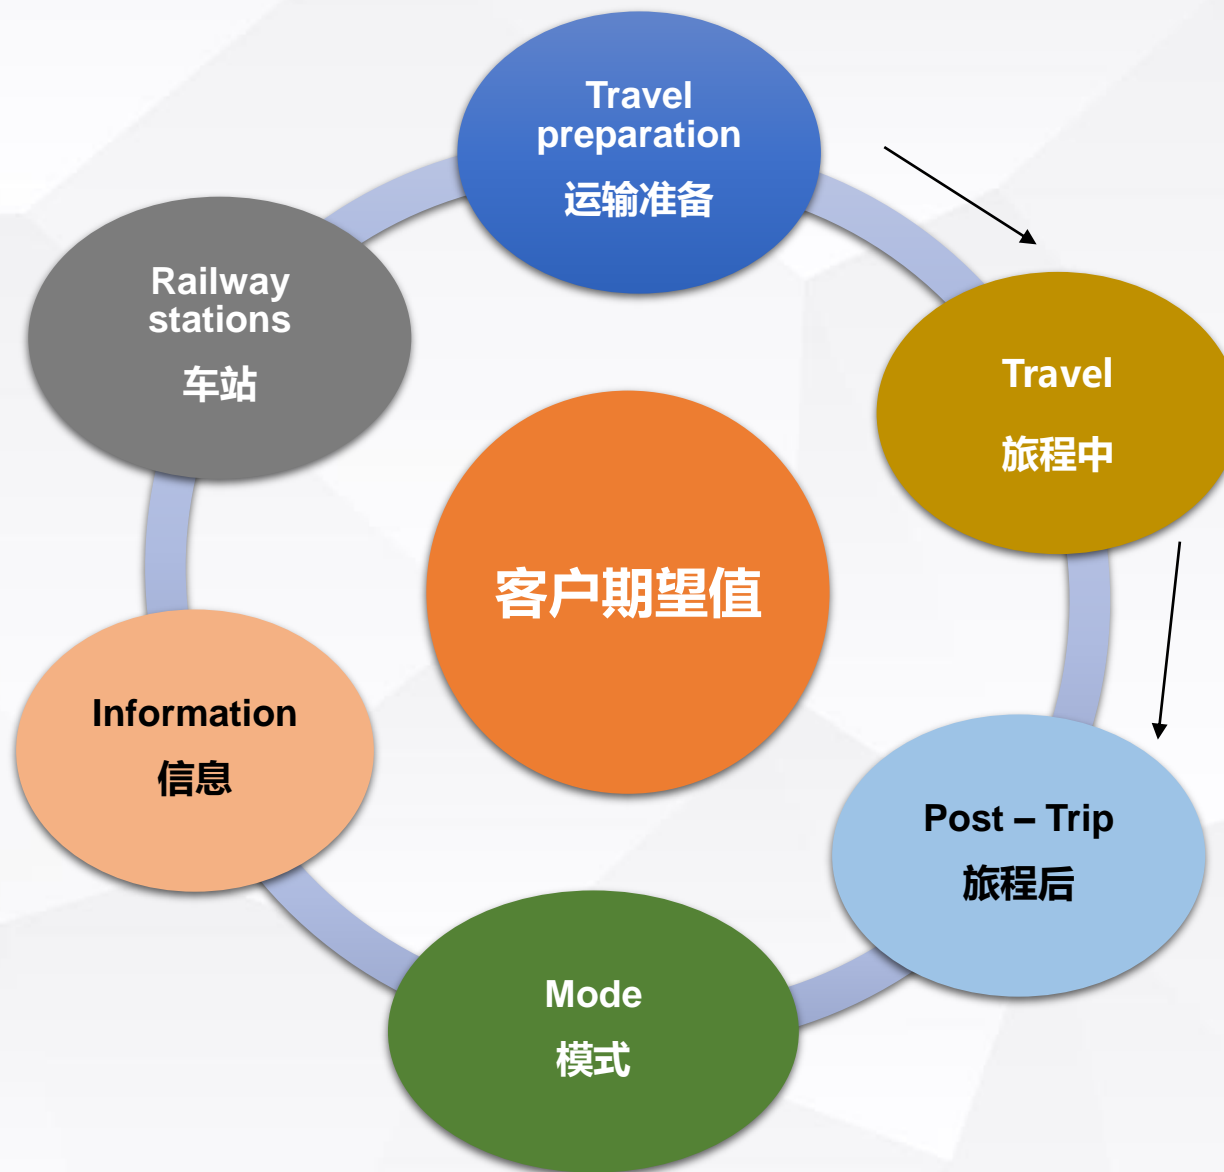 Travel
preparation
运输准备
Travel
旅程中
Post – Trip
旅程后
Mode
模式
Information
信息
Railway
stations
车站
客户期望值